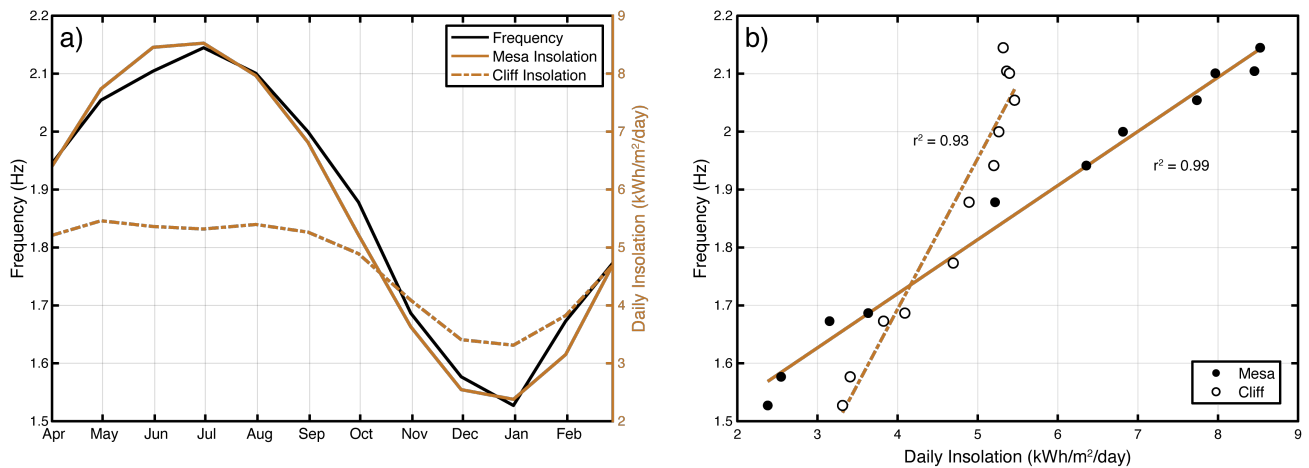 a)
Frequency
Mesa Insolation
Cliff Insolation
2.2
2.1
2
1.9
1.8
1.7
1.6
1.5
Frequency (Hz)
9
8
7
6
5
4
3
2
Daily Insolation (kWh/m²/day)
Apr May Jun Jul Aug Sep Oct Nov Dec Jan Feb
b)
2.2
2.1
2
1.9
1.8
1.7
1.6
1.5
Frequency (Hz)
r² = 0.93
r² = 0.99
Mesa
Cliff
2 3 4 5 6 7 8 9
Daily Insolation (kWh/m²/day)